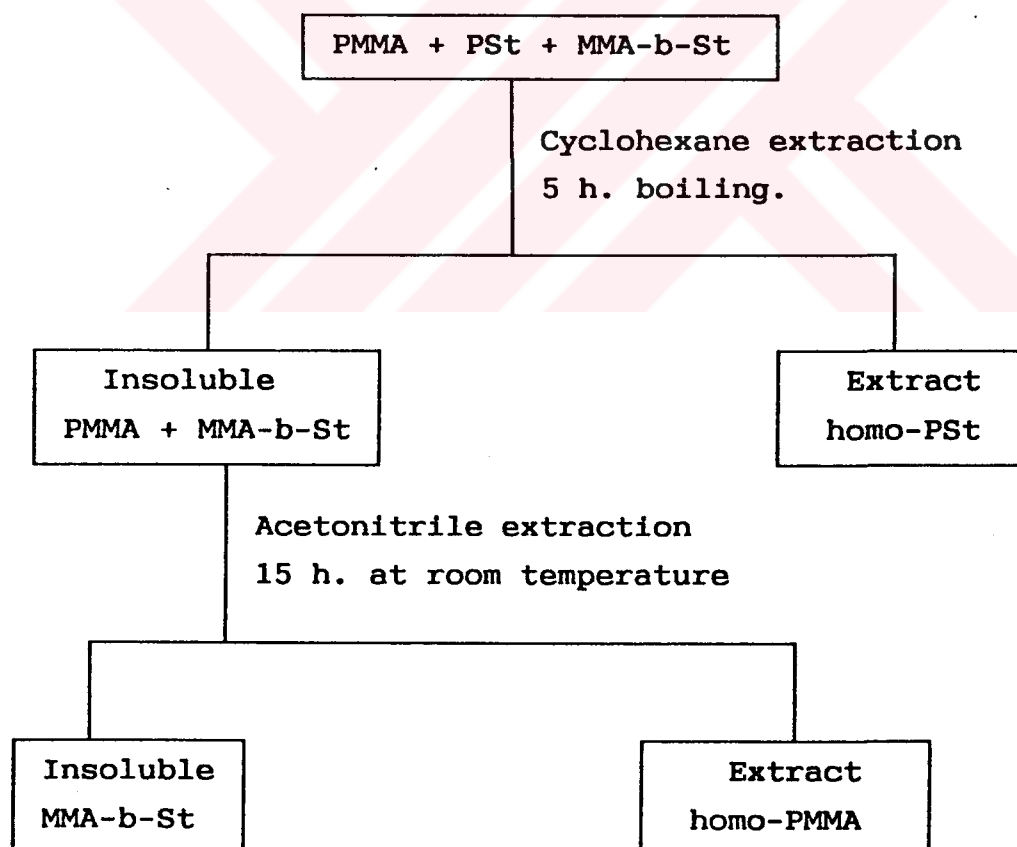 PMMA + PSt + MMA-b-St
Cyclohexane extraction
5 h. boiling.
Insoluble
PMMA + MMA-b-St
Extract
homo-PSt
Acetonitrile extraction
15 h. at room temperature
Insoluble
MMA-b-St
Extract
homo-PMMA